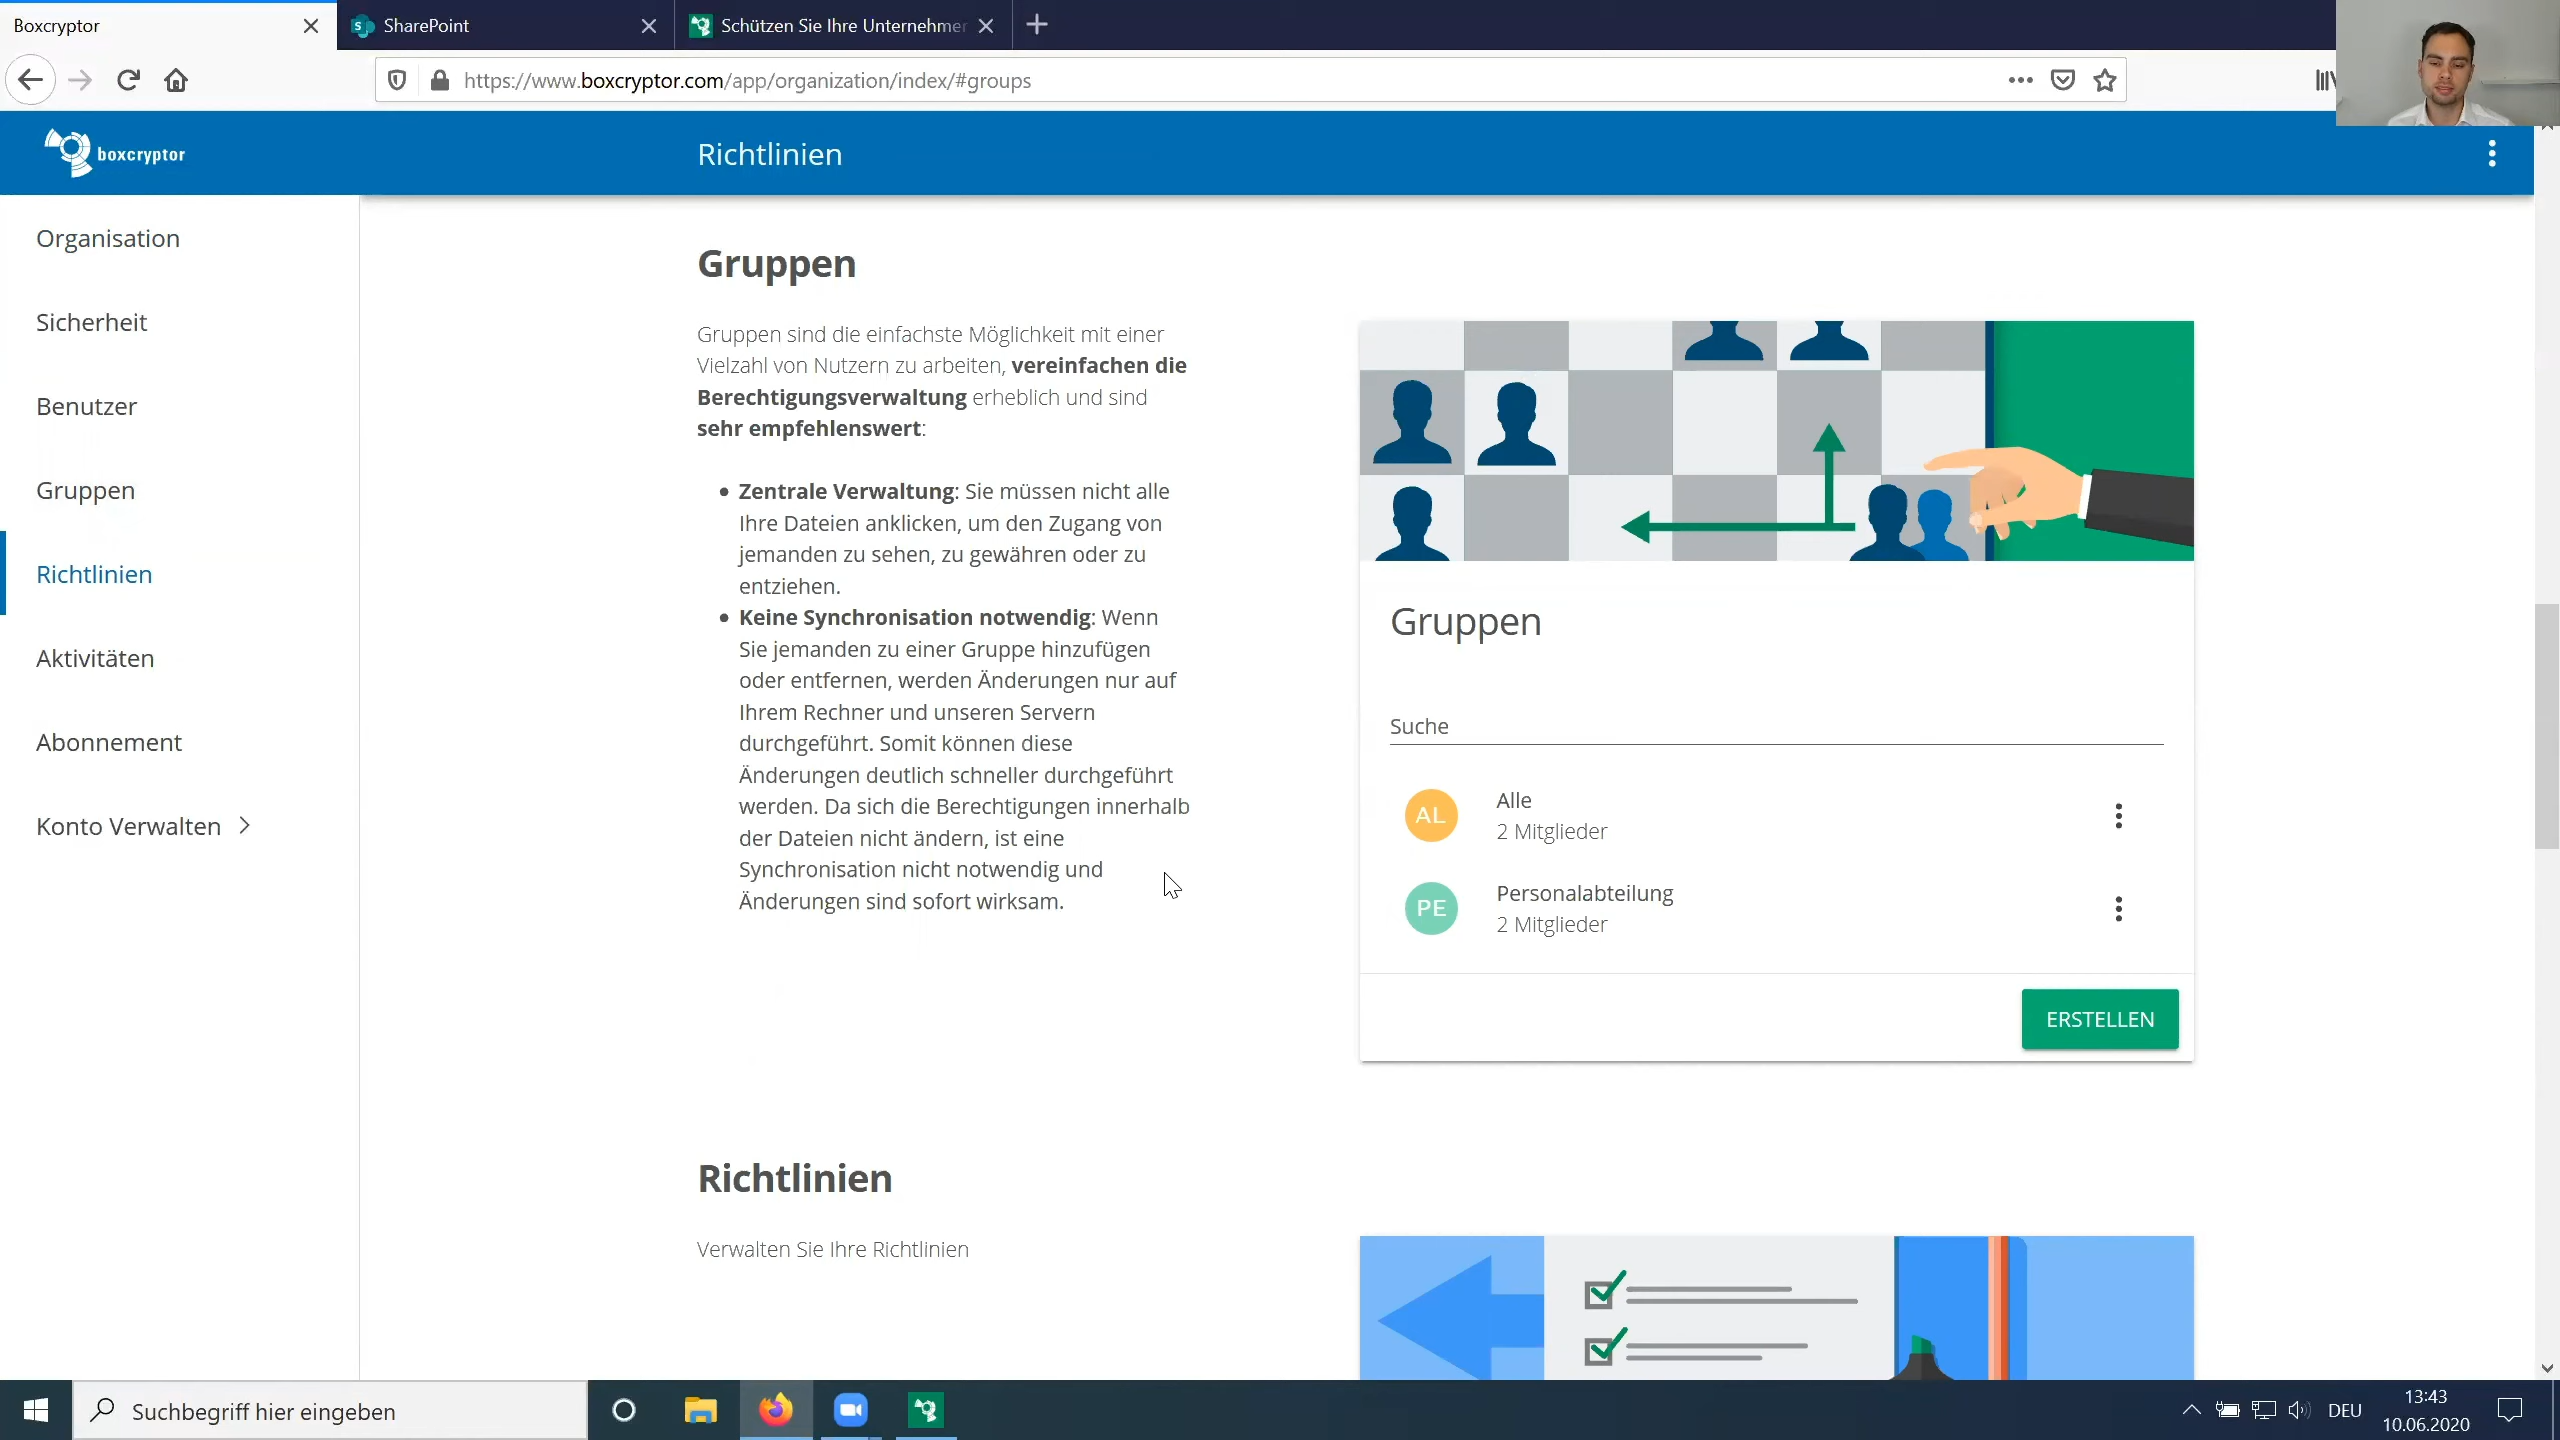 Boxcryptor
SharePoint
Schützen Sie Ihre Unternehmer
https://www.boxcryptor.com/app/organization/index/#groups
boxcryptor
Richtlinien
Organisation
Sicherheit
Benutzer
Gruppen
Richtlinien
Aktivitäten
Abonnement
Konto Verwalten
Gruppen
Gruppen sind die einfachste Möglichkeit mit einer
Vielzahl von Nutzern zu arbeiten, vereinfachen die
Berechtigungsverwaltung erheblich und sind
sehr empfehlenswert:
Zentrale Verwaltung: Sie müssen nicht alle
Ihre Dateien anklicken, um den Zugang von
jemanden zu sehen, zu gewähren oder zu
entziehen.
Keine Synchronisation notwendig: Wenn
Sie jemanden zu einer Gruppe hinzufügen
oder entfernen, werden Änderungen nur auf
Ihrem Rechner und unseren Servern
durchgeführt. Somit können diese
Änderungen deutlich schneller durchgeführt
werden. Da sich die Berechtigungen innerhalb
der Dateien nicht ändern, ist eine
Synchronisation nicht notwendig und
Änderungen sind sofort wirksam.
Gruppen
Suche
AL
Alle
2 Mitglieder
PE
Personalabteilung
2 Mitglieder
ERSTELLEN
Richtlinien
Verwalten Sie Ihre Richtlinien
Suchbegriff hier eingeben
DEU
13:43
10.06.2020